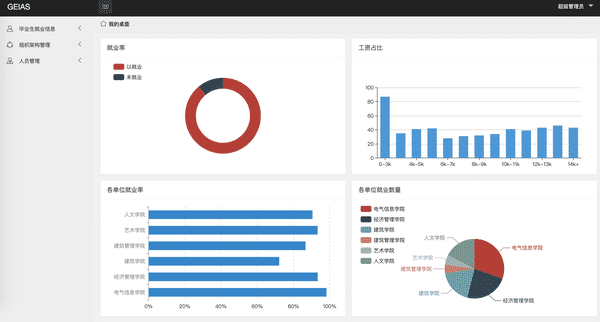 GEIAS
超级管理员
毕业生就业信息
组织架构管理
人员管理
我的桌面
就业率
以就业
未就业
工资占比
100
80
60
40
20
0
0~3k 4k~5k 6k~7k 8k~9k 10k~11k 12k~13k 14k+
各单位就业率
人文学院
艺术学院
建筑管理学院
建筑学院
经济管理学院
电气信息学院
0% 20% 40% 60% 80% 100%
各单位就业数量
电气信息学院
经济管理学院
建筑学院
建筑管理学院
艺术学院
人文学院
人文学院
艺术学院
建筑管理学院
建筑学院
电气信息学院
经济管理学院